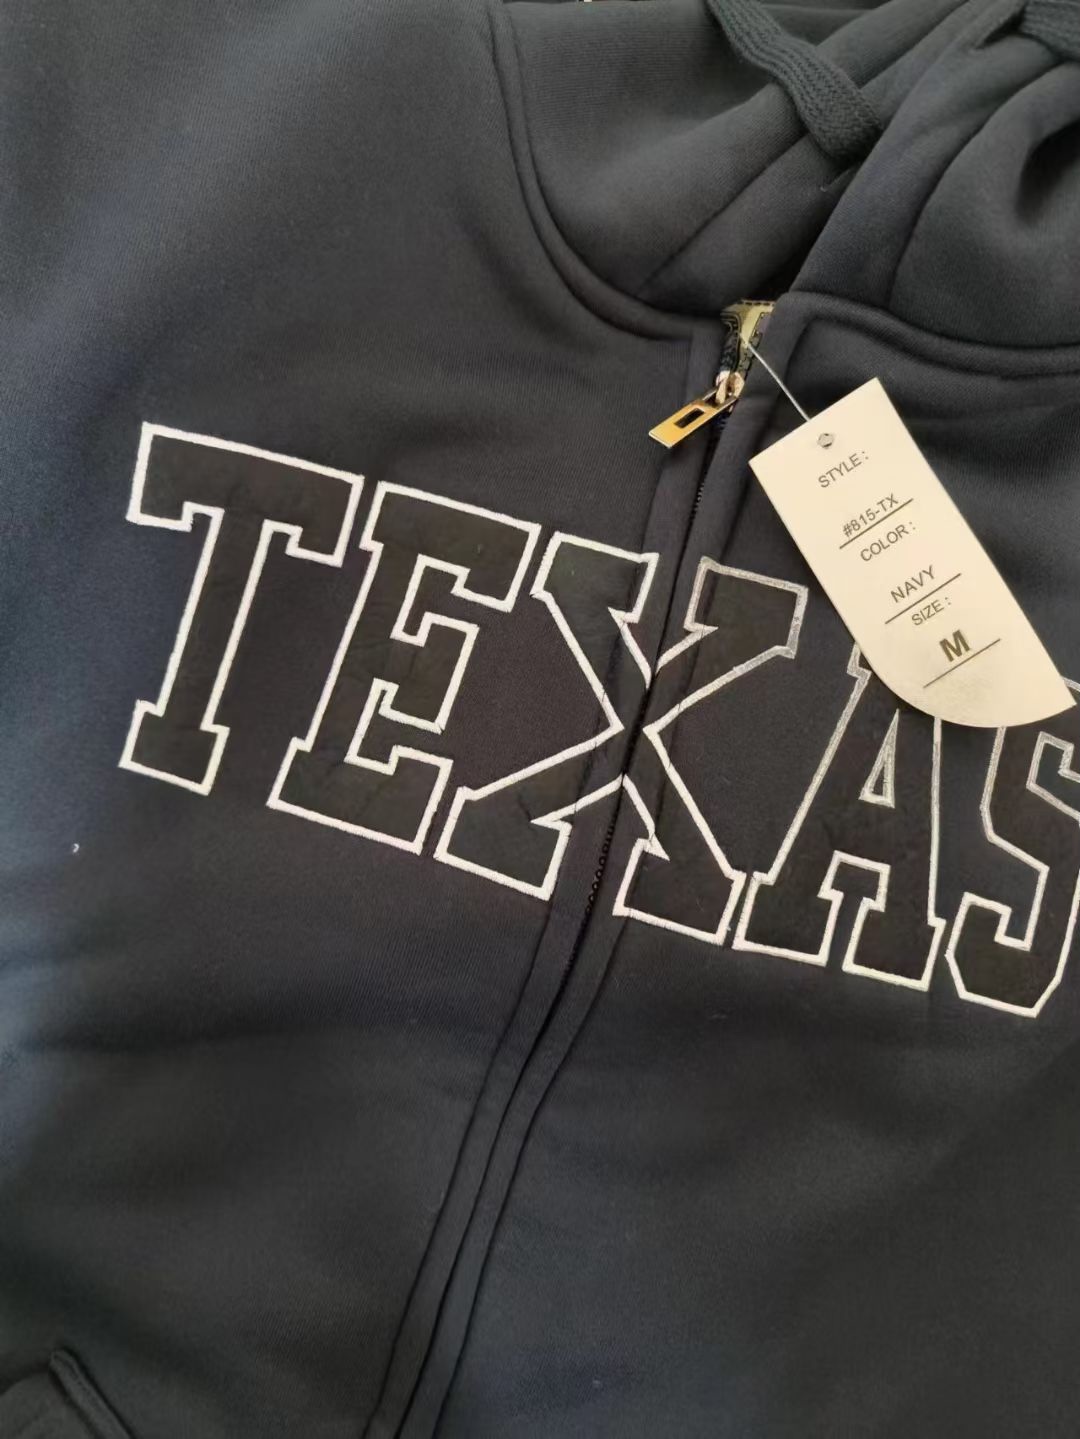 TEXAS
STYLE :
#815-TX
COLOR :
NAVY
SIZE :
M